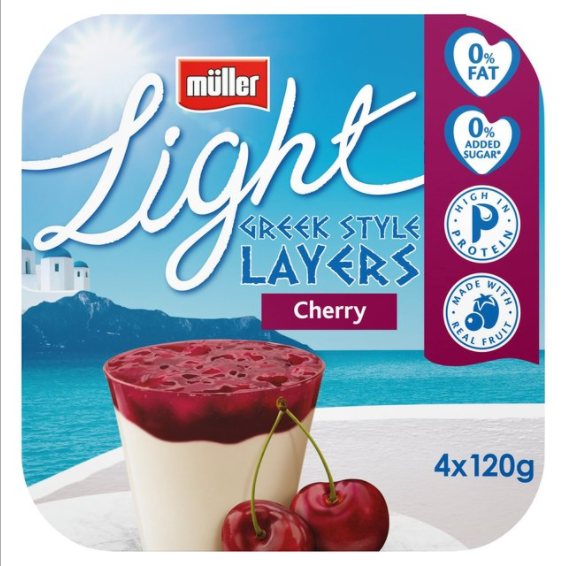 müller
Light
GREEK STYLE
LAYERS
Cherry
0%
FAT
0%
ADDED
SUGAR*
HIGH IN
P
PROTEIN
MADE WITH
REAL FRUIT
4x120g